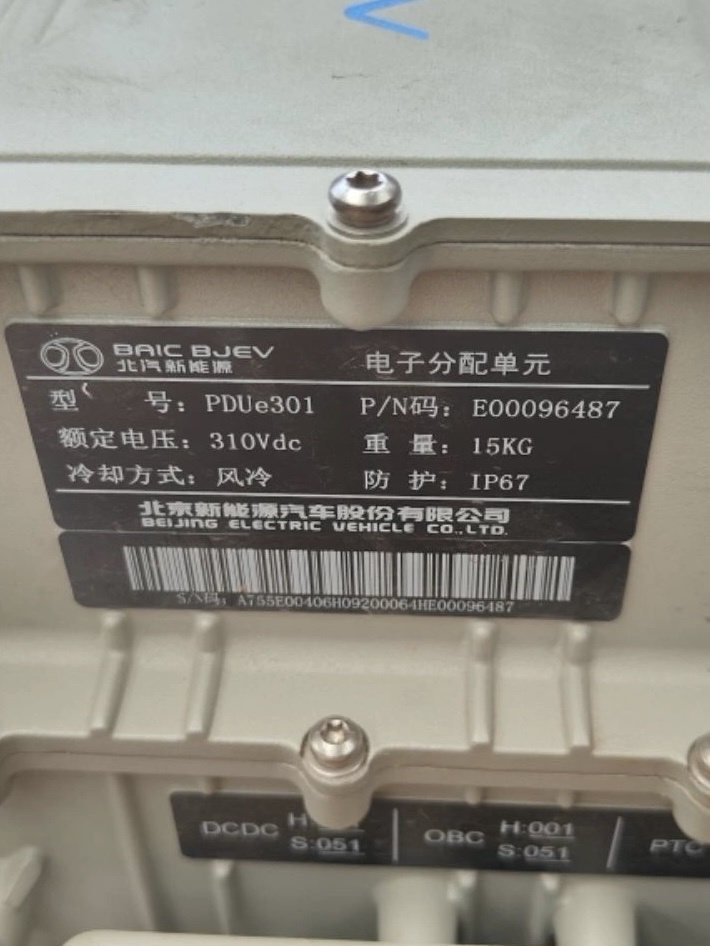 BAIC BJEV
北汽新能源
电子分配单元
型 号: PDUe301 P/N码: E00096487
额定电压: 310Vdc 重 量: 15KG
冷却方式: 风冷 防 护: IP67
北京新能源汽车股份有限公司
BEIJING ELECTRIC VEHICLE CO.,LTD.
S/N码: A755E00406H09200064HE00096487
DCDC H:
S:051
OBC H:001
S:051
PTC